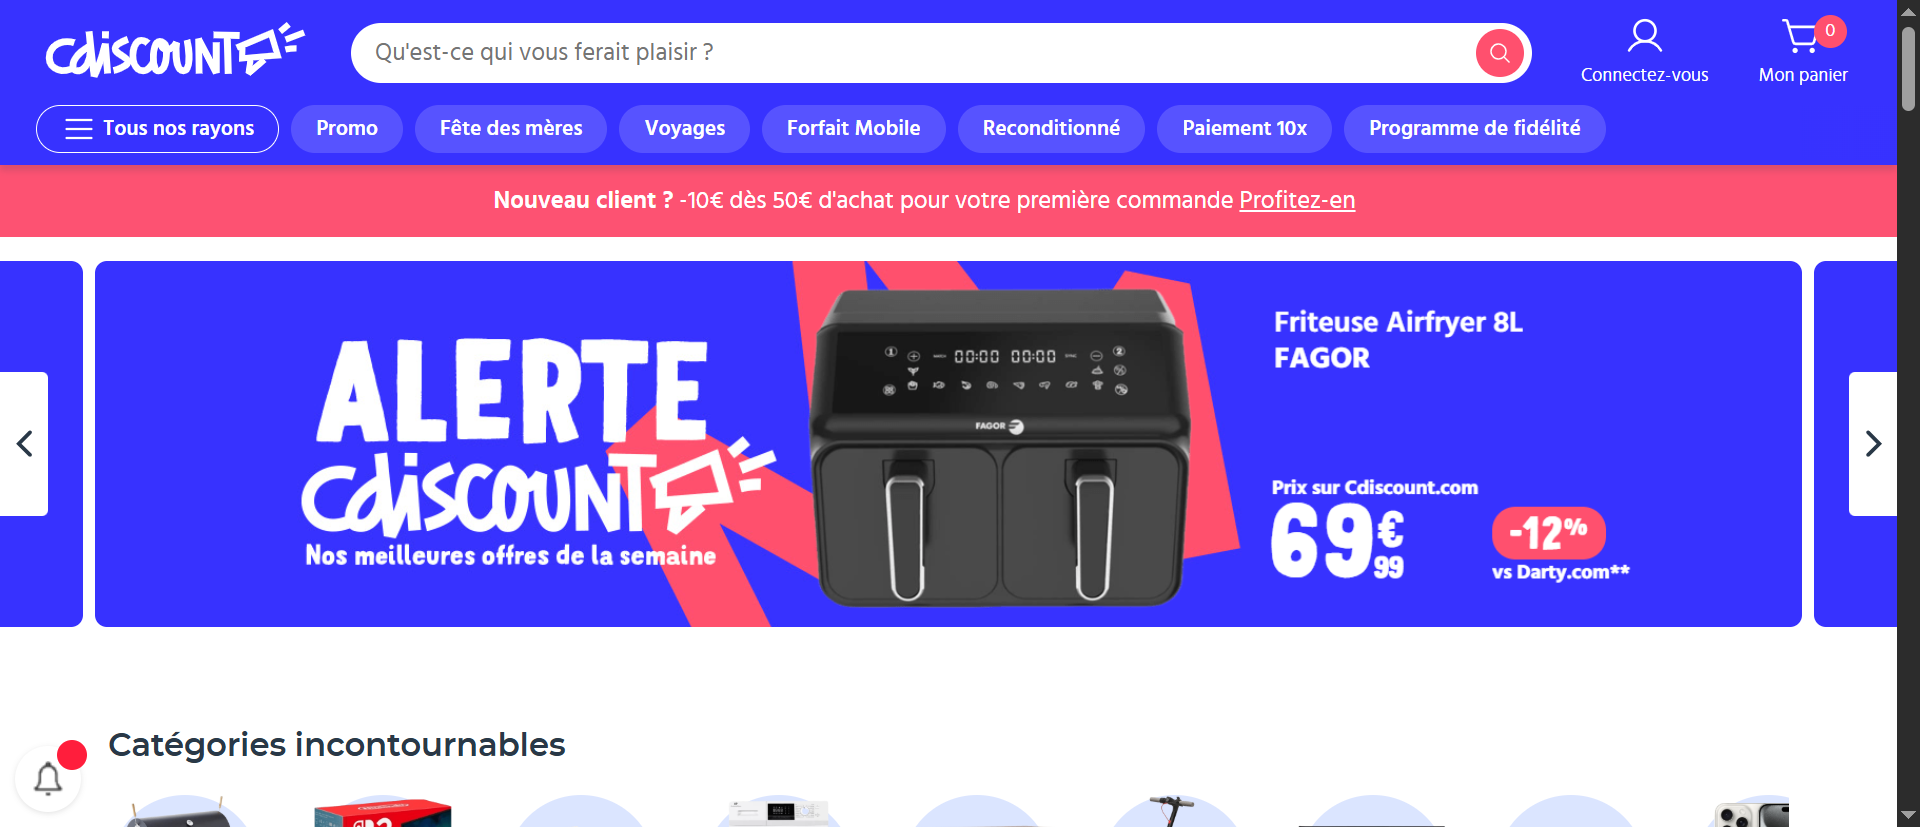 cdiscount
Qu'est-ce qui vous ferait plaisir ?
Connectez-vous
0
Mon panier
Tous nos rayons
Promo
Fête des mères
Voyages
Forfait Mobile
Reconditionné
Paiement 10x
Programme de fidélité
Nouveau client ? -10€ dès 50€ d'achat pour votre première commande Profitez-en
ALERTE
cdiscount
Nos meilleures offres de la semaine
00:00 00:00
1
2
FAGOR
Friteuse Airfryer 8L
FAGOR
Prix sur Cdiscount.com
69€99
-12%
vs Darty.com**
Catégories incontournables